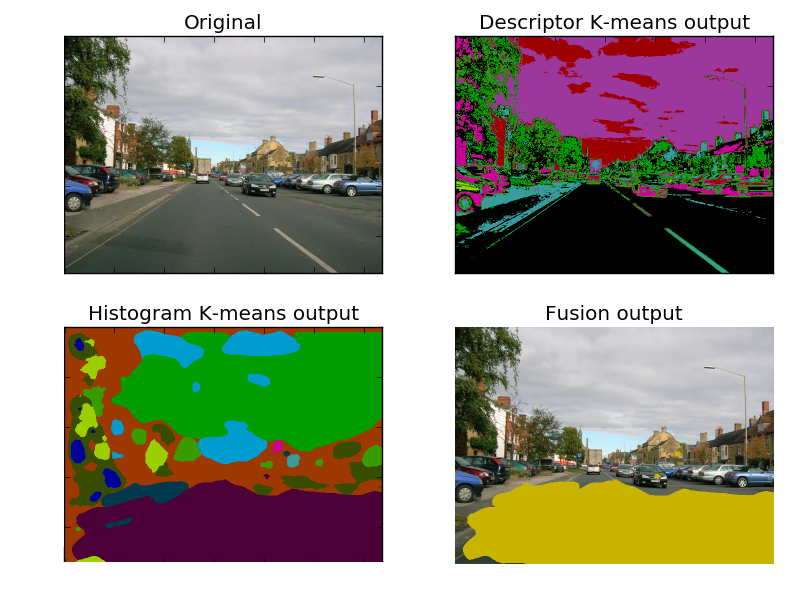 Original
Descriptor K-means output
Histogram K-means output
Fusion output